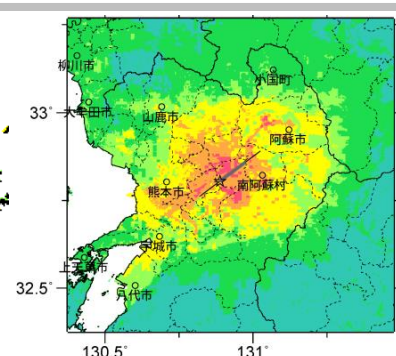 柳川市
小国町
33°
大牟田市
山鹿市
阿蘇市
熊本市
南阿蘇村
宇城市
上天草市
32.5°
八代市
130.5°
131°